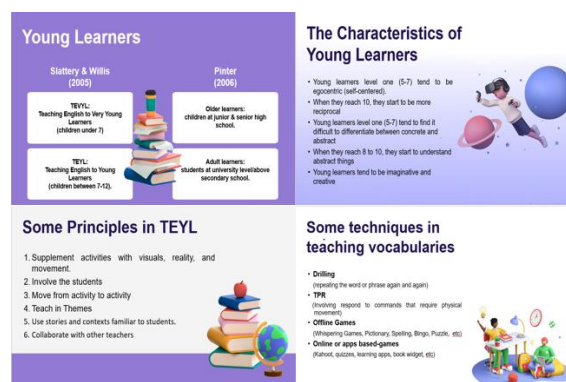 Young Learners
Slattery & Willis
(2005)
TEVYL:
Teaching English to Very Young
Learners
(children under 7)
TEYL:
Teaching English to Young
Learners
(children between 7-12).
Pinter
(2006)
Older learners:
children at junior & senior high
school.
Adult learners:
students at university level/above
secondary school.
The Characteristics of
Young Learners
• Young learners level one (5-7) tend to be
egocentric (self-centered).
• When they reach 10, they start to be more
reciprocal
• Young learners level one (5-7) tend to find it
difficult to differentiate between concrete and
abstract
• When they reach 8 to 10, they start to understand
abstract things
• Young learners tend to be imaginative and
creative
Some Principles in TEYL
1. Supplement activities with visuals, reality, and
movement.
2. Involve the students
3. Move from activity to activity
4. Teach in Themes
5. Use stories and contexts familiar to students.
6. Collaborate with other teachers
Some techniques in
teaching vocabularies
• Drilling
(repeating the word or phrase again and again)
• TPR
(Involving respond to commands that require physical
movement)
• Offline Games
(Whispering Games, Pictionary, Spelling, Bingo, Puzzle, etc)
• Online or apps based-games
(Kahoot, quizzes, learning apps, book widget, etc)